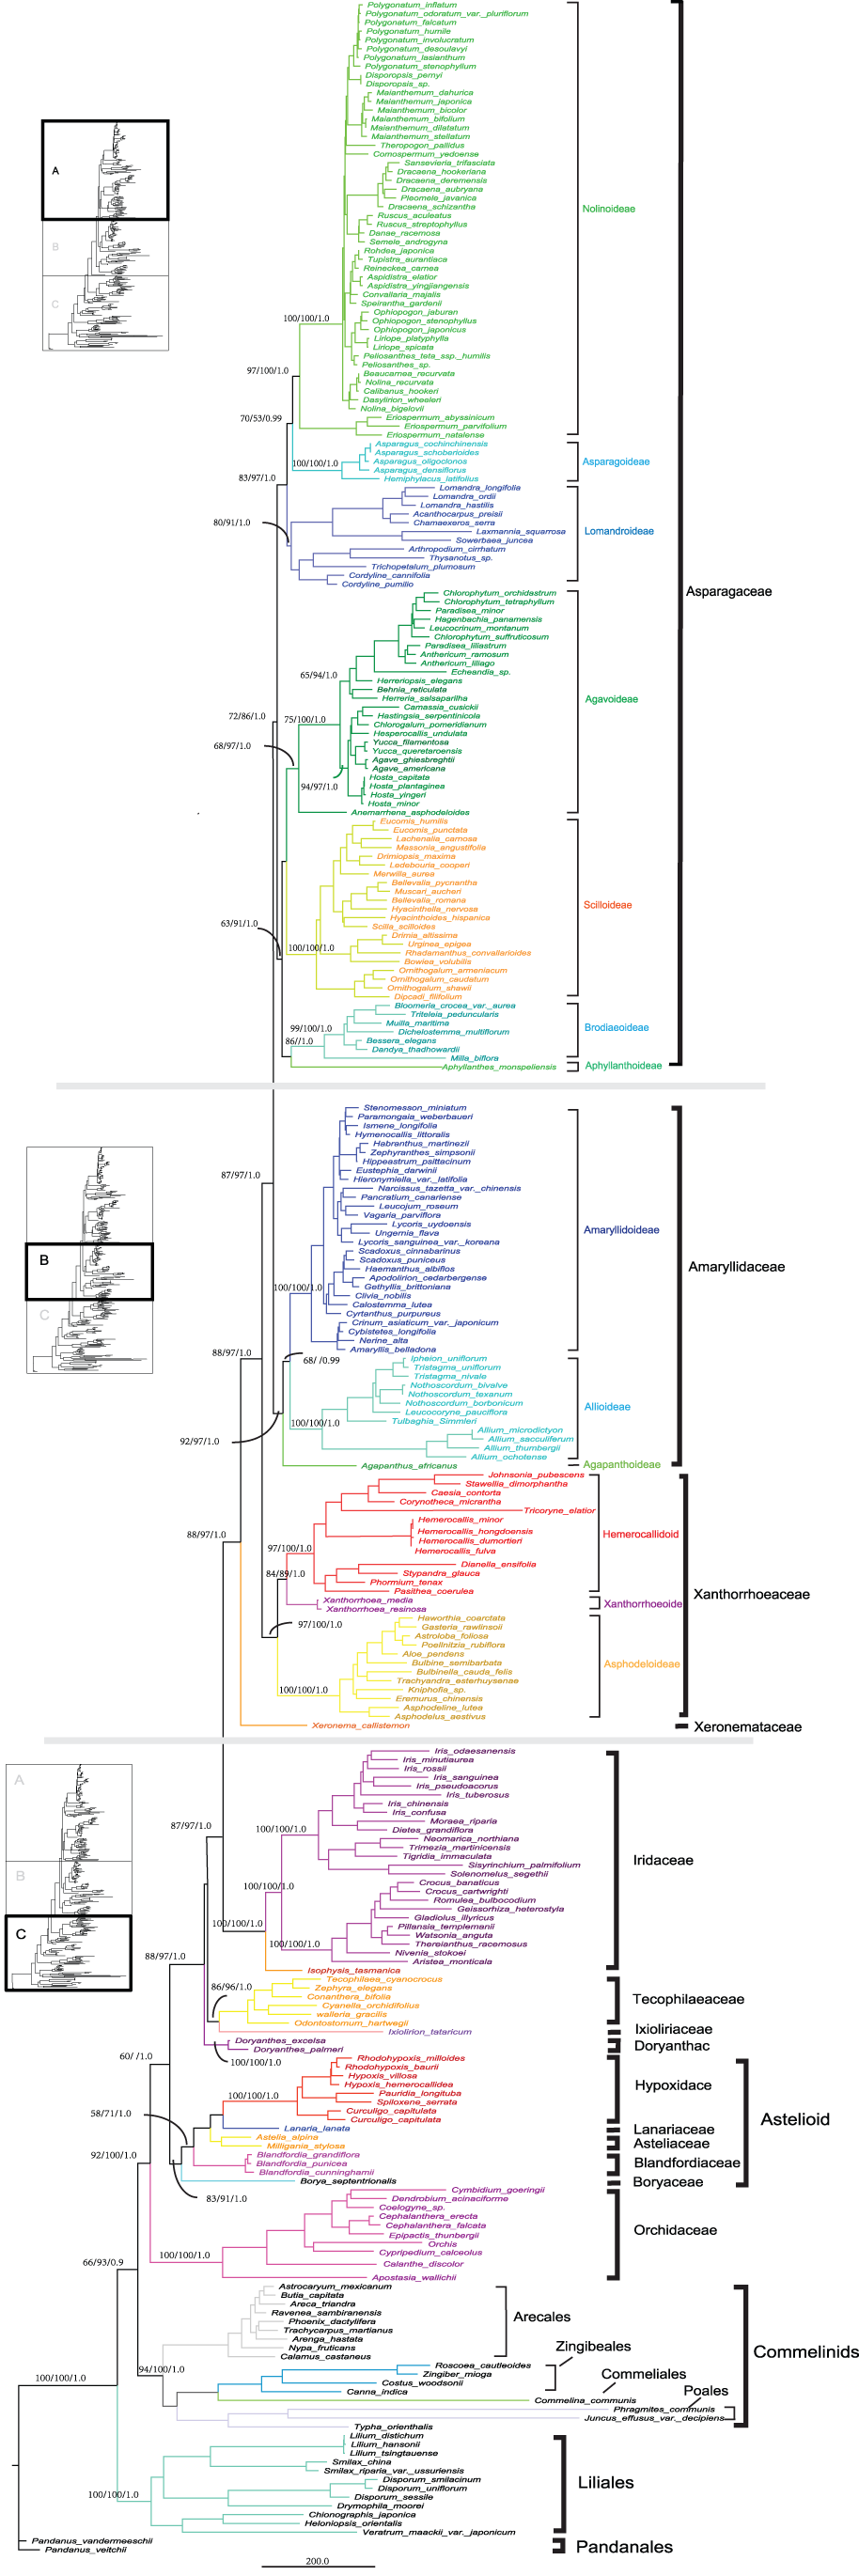 Polygonatum_inflatum
Polygonatum_odoratum_var._pluriflorum
Polygonatum_falcatum
Polygonatum_humile
Polygonatum_involucratum
Polygonatum_desoulavyi
Polygonatum_lasianthum
Polygonatum_stenophyllum
Disporopsis_pernyi
Disporopsis_sp.
Maianthemum_dahurica
Maianthemum_japonica
Maianthemum_bicolor
Maianthemum_bifolium
Maianthemum_dilatatum
Maianthemum_stellatum
Theropogon_pallidus
Comospermum_yedoense
Sansevieria_trifasciata
Dracaena_hookeriana
Dracaena_deremensis
Dracaena_aubryana
Pleomele_javanica
Dracaena_schizantha
Ruscus_aculeatus
Ruscus_streptophyllus
Danae_racemosa
Semele_androgyna
Rohdea_japonica
Tupistra_aurantiaca
Reineckea_carnea
Aspidistra_elatior
Aspidistra_yingjiangensis
Convallaria_majalis
Speirantha_gardenii
Ophiopogon_jaburan
Ophiopogon_stenophyllus
Ophiopogon_japonicus
Liriope_platyphylla
Liriope_spicata
Peliosanthes_teta_ssp._humilis
Peliosanthes_sp.
Beaucarnea_recurvata
Nolina_recurvata
Calibanus_hookeri
Dasylirion_wheeleri
Nolina_bigelovii
Eriospermum_abyssinicum
Eriospermum_parvifolium
Eriospermum_natalense
Nolinoideae
A
B
C
100/100/1.0
97/100/1.0
70/53/0.99
Asparagus_cochinchinensis
Asparagus_schoberioides
Asparagus_oligoclonos
Asparagus_densiflorus
Hemiphylacus_latifolius
Asparagoideae
100/100/1.0
83/97/1.0
80/91/1.0
Lomandra_longifolia
Lomandra_ordii
Lomandra_hastilis
Acanthocarpus_preisii
Chamaexeros_serra
Laxmannia_squarrosa
Sowerbaea_juncea
Arthropodium_cirrhatum
Thysanotus_sp.
Trichopetalum_plumosum
Cordyline_cannifolia
Cordyline_pumilio
Lomandroideae
Asparagaceae
Chlorophytum_orchidastrum
Chlorophytum_tetraphyllum
Paradisea_minor
Hagenbachia_panamensis
Leucocrinum_montanum
Chlorophytum_suffruticosum
Paradisea_liliastrum
Anthericum_ramosum
Anthericum_liliago
Echeandia_sp.
Herreriopsis_elegans
Behnia_reticulata
Herreria_salsaparilha
Camassia_cusickii
Hastingsia_serpentinicola
Chlorogalum_pomeridianum
Hesperocallis_undulata
Yucca_filamentosa
Yucca_queretaroensis
Agave_ghiesbreghtii
Agave_americana
Hosta_capitata
Hosta_plantaginea
Hosta_yingeri
Hosta_minor
Anemarrhena_asphodeloides
Agavoideae
65/94/1.0
72/86/1.0
75/100/1.0
68/97/1.0
94/97/1.0
Eucomis_humilis
Eucomis_punctata
Lachenalia_carnosa
Massonia_angustifolia
Drimiopsis_maxima
Ledebouria_cooperi
Merwilla_aurea
Bellevalia_pycnantha
Muscari_aucheri
Bellevalia_romana
Hyacinthella_nervosa
Hyacinthoides_hispanica
Scilla_scilloides
Drimia_altissima
Urginea_epigea
Rhadamanthus_convallarioides
Bowiea_volubilis
Ornithogalum_armeniacum
Ornithogalum_caudatum
Ornithogalum_shawii
Dipcadi_filifolium
Scilloideae
63/91/1.0
100/100/1.0
Bloomeria_crocea_var._aurea
Triteleia_peduncularis
Muilla_maritima
Dichelostemma_multiflorum
Bessera_elegans
Dandya_thadhowardii
Milla_biflora
Aphyllanthes_monspeliensis
Brodiaeoideae
Aphyllanthoideae
99/100/1.0
86/1.0
Stenomesson_miniatum
Paramongaia_weberbaueri
Ismene_longifolia
Hymenocallis_littoralis
Habranthus_martinezii
Zephyranthes_simpsonii
Hippeastrum_psittacinum
Eustephia_darwinii
Hieronymiella_var._latifolia
Narcissus_tazetta_var._chinensis
Pancratium_canariense
Leucojum_roseum
Vagaria_parviflora
Lycoris_uydoensis
Ungernia_flava
Lycoris_sanguinea_var._koreana
Scadoxus_cinnabarinus
Scadoxus_puniceus
Haemanthus_albiflos
Apodolirion_cedarbergense
Gethyllis_brittoniana
Clivia_nobilis
Calostemma_lutea
Cyrtanthus_purpureus
Crinum_asiaticum_var._japonicum
Cybistetes_longifolia
Nerine_alta
Amaryllis_belladona
Amaryllidoideae
Amaryllidaceae
87/97/1.0
B
C
100/100/1.0
88/97/1.0
68/ /0.99
Ipheion_uniflorum
Tristagma_uniflorum
Tristagma_nivale
Nothoscordum_bivalve
Nothoscordum_texanum
Nothoscordum_borbonicum
Leucocoryne_pauciflora
Tulbaghia_Simmleri
Allium_microdictyon
Allium_sacculiferum
Allium_thumbergii
Allium_ochotense
Agapanthus_africanus
Allioideae
Agapanthoideae
100/100/1.0
92/97/1.0
Johnsonia_pubescens
Stawellia_dimorphantha
Caesia_contorta
Corynotheca_micrantha
Tricoryne_elatior
Hemerocallis_minor
Hemerocallis_hongdoensis
Hemerocallis_dumortieri
Hemerocallis_fulva
Dianella_ensifolia
Stypandra_glauca
Phormium_tenax
Pasithea_coerulea
Xanthorrhoea_media
Xanthorrhoea_resinosa
Hemerocallidoid
Xanthorrhoeoide
Xanthorrhoeaceae
88/97/1.0
97/100/1.0
84/89/1.0
97/100/1.0
Haworthia_coarctata
Gasteria_rawlinsoii
Astroloba_foliosa
Poelinitzia_rubiflora
Aloe_pendens
Bulbine_semibarbata
Bulbinella_cauda_felis
Trachyandra_esterhuysenae
Kniphofia_sp.
Eremurus_chinensis
Asphodeline_lutea
Asphodelus_aestivus
Xeronema_callistemon
Asphodeloideae
Xeronemataceae
100/100/1.0
Iris_odaesanensis
Iris_minutiaurea
Iris_rossii
Iris_sanguinea
Iris_pseudoacorus
Iris_tuberosus
Iris_chinensis
Iris_confusa
Moraea_riparia
Dietes_grandiflora
Neomarica_northiana
Trimezia_martinicensis
Tigridia_immaculata
Sisyrinchium_palmifolium
Solenomelus_segethii
Crocus_banaticus
Crocus_cartwrighti
Romulea_bulbocodium
Geissorhiza_heterostyla
Gladiolus_illyricus
Pillansia_templemanii
Watsonia_anguta
Thereianthus_racemosus
Nivenia_stokoei
Aristea_monticala
Isophysis_tasmanica
Iridaceae
A
B
C
87/97/1.0
100/100/1.0
100/100/1.0
100/100/1.0
100/100/1.0
88/97/1.0
Tecophilaea_cyanocrocus
Zephyra_elegans
Conanthera_bifolia
Cyanella_orchidifolius
walleria_gracilis
Odontostomum_hartwegii
Ixiolirion_tataricum
Doryanthes_excelsa
Doryanthes_palmeri
Tecophilaeaceae
Ixioliriaceae
Doryanthac
86/96/1.0
100/100/1.0
60/ /1.0
Rhodohypoxis_milloides
Rhodohypoxis_baurii
Hypoxis_villosa
Hypoxis_hemerocallidea
Pauridia_longituba
Spiloxene_serrata
Curculigo_capitulata
Curculigo_capitulata
Lanaria_lanata
Astelia_alpina
Milligania_stylosa
Blandfordia_grandiflora
Blandfordia_punicea
Blandfordia_cunninghamii
Borya_septentrionalis
Hypoxidace
Lanariaceae
Asteliaceae
Blandfordiaceae
Boryaceae
Astelioid
100/100/1.0
58/71/1.0
92/100/1.0
83/91/1.0
Cymbidium_goeringii
Dendrobium_acinaciforme
Coelogyne_sp.
Cephalanthera_erecta
Cephalanthera_falcata
Epipactis_thunbergii
Orchis
Cypripedium_calceolus
Calanthe_discolor
Apostasia_wallichii
Orchidaceae
100/100/1.0
66/93/0.9
Astrocaryum_mexicanum
Butia_capitata
Areca_triandra
Ravenea_sambiranensis
Phoenix_dactylifera
Trachycarpus_martianus
Arenga_hastata
Nypa_fruticans
Calamus_castaneus
Arecales
Zingibeales
Commeliales
Poales
Commelinids
94/100/1.0
100/100/1.0
Roscoea_cautleoides
Zingiber_mioga
Costus_woodsonii
Canna_indica
Commelina_communis
Phragmites_communis
Juncus_effusus_var._decipiens
Typha_orienthalis
Lilium_distichum
Lilium_hansonii
Lilium_tsingtauense
Smilax_china
Smilax_riparia_var._ussuriensis
Disporum_smilacinum
Disporum_uniflorum
Disporum_sessile
Drymophila_moorei
Chionographis_japonica
Heloniopsis_orientalis
Veratrum_maackii_var._japonicum
Liliales
100/100/1.0
Pandanus_vandermeeschii
Pandanus_veitchii
Pandanales
200.0